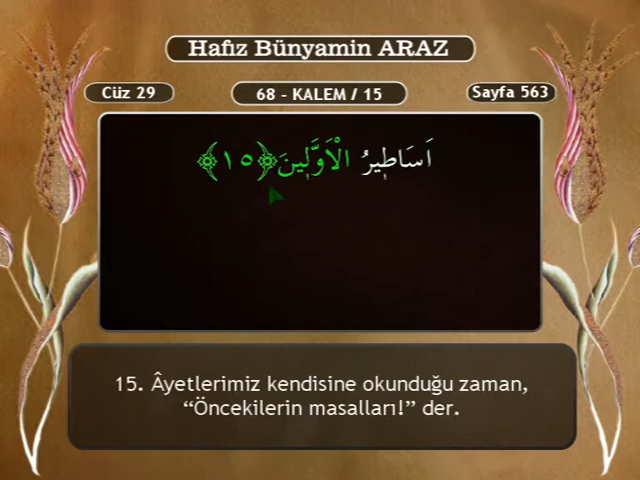 Hafız Bünyamin ARAZ
Cüz 29
68 - KALEM / 15
Sayfa 563
اَسَاطٖيرُ الْاَوَّلٖينَ ﴿١٥﴾
15. Âyetlerimiz kendisine okunduğu zaman,
“Öncekilerin masalları!” der.